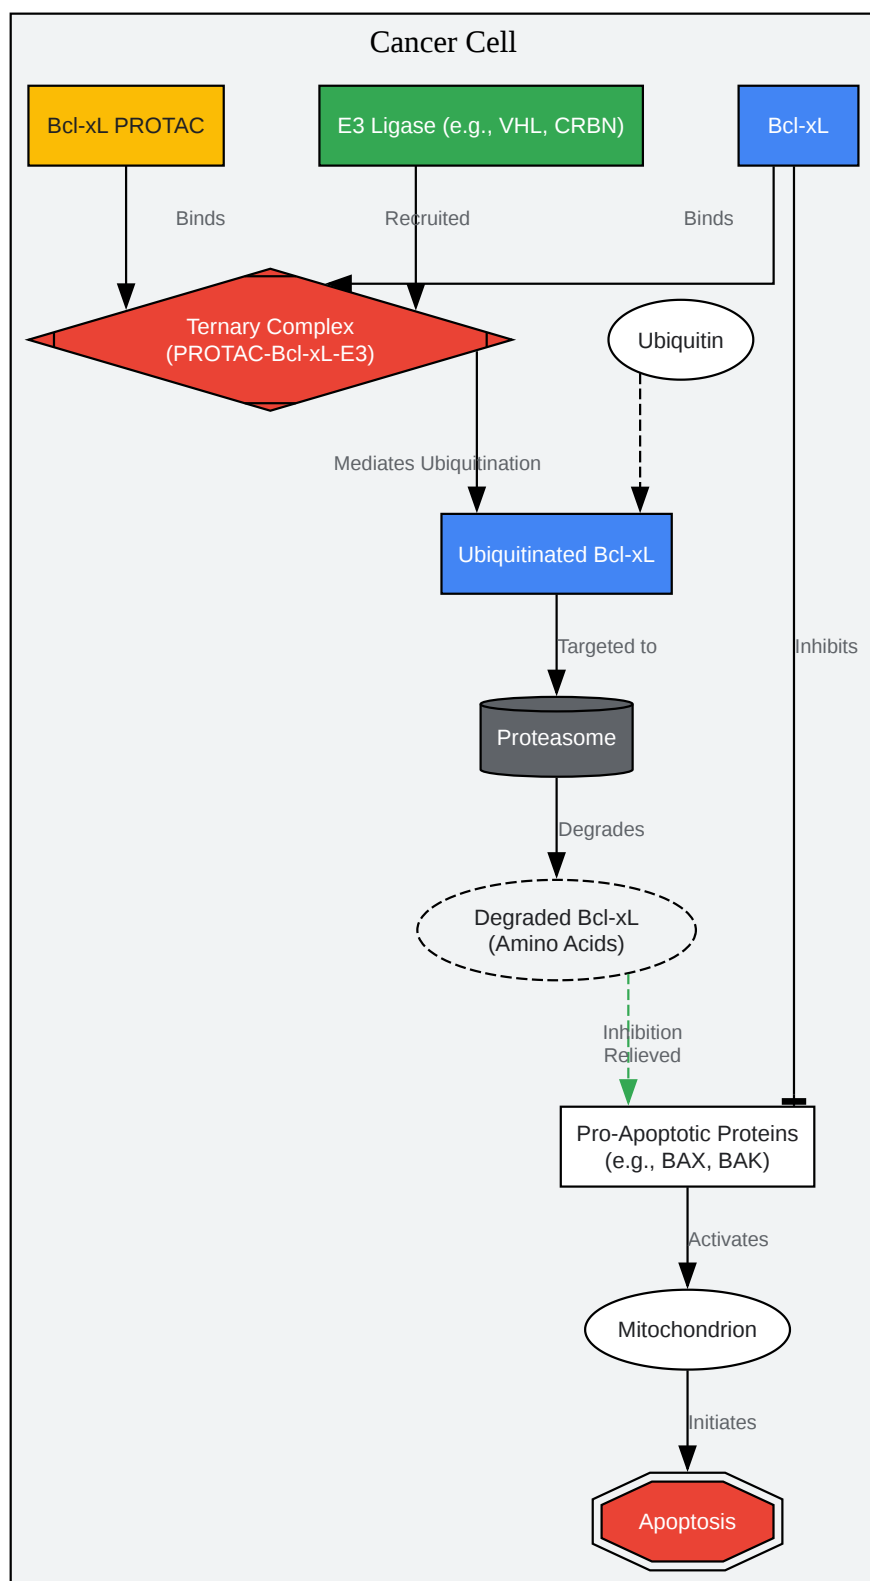 Cancer Cell
Bcl-xL PROTAC
E3 Ligase (e.g., VHL, CRBN)
Bcl-xL
Binds
Recruited
Binds
Ternary Complex
(PROTAC-Bcl-xL-E3)
Ubiquitin
Mediates Ubiquitination
Ubiquitinated Bcl-xL
Targeted to
Inhibits
Proteasome
Degrades
Degraded Bcl-xL
(Amino Acids)
Inhibition
Relieved
Pro-Apoptotic Proteins
(e.g., BAX, BAK)
Activates
Mitochondrion
Initiates
Apoptosis